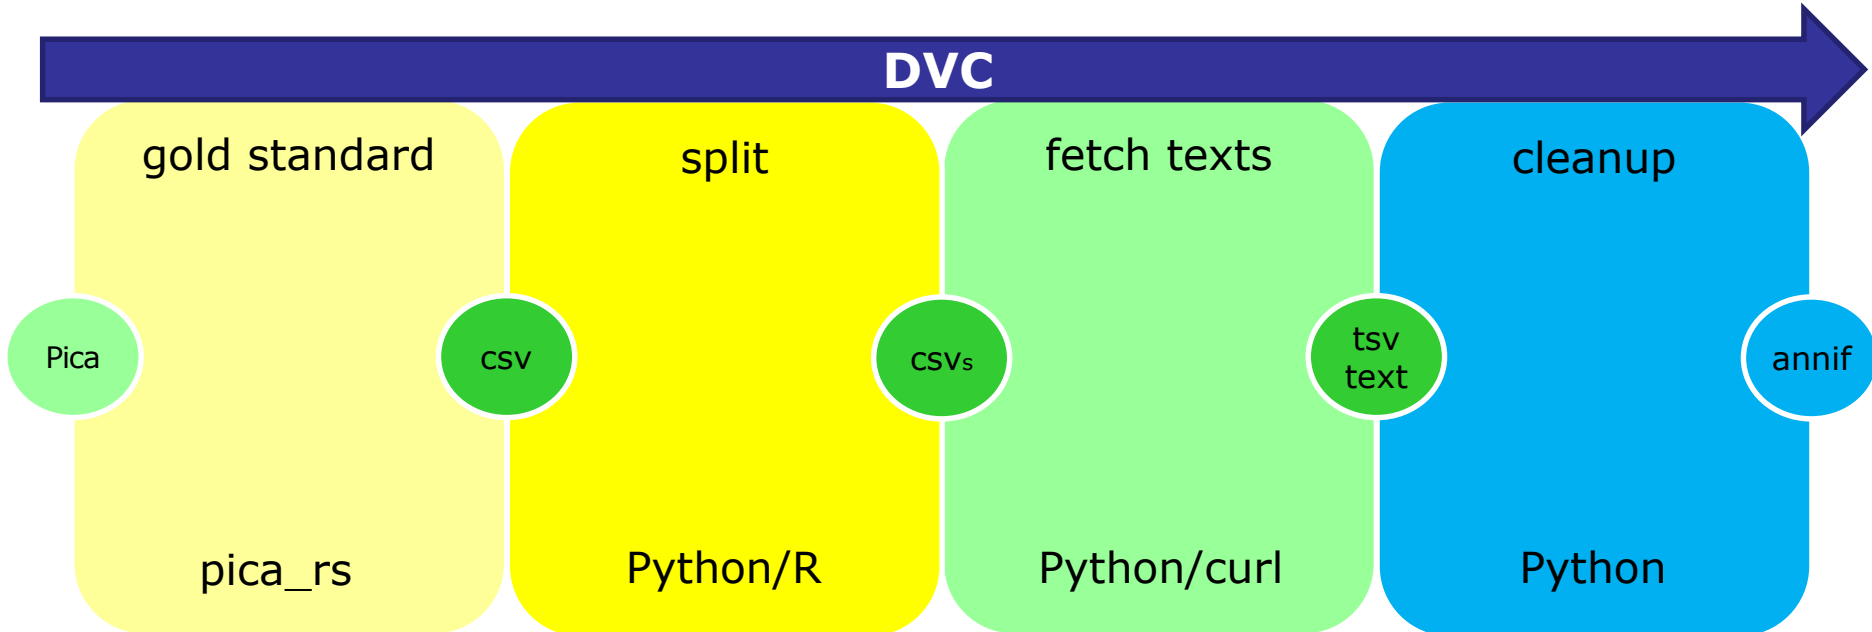 DVC
gold standard
split
fetch texts
cleanup
Pica
csv
csvs
tsv
text
annif
pica_rs
Python/R
Python/curl
Python